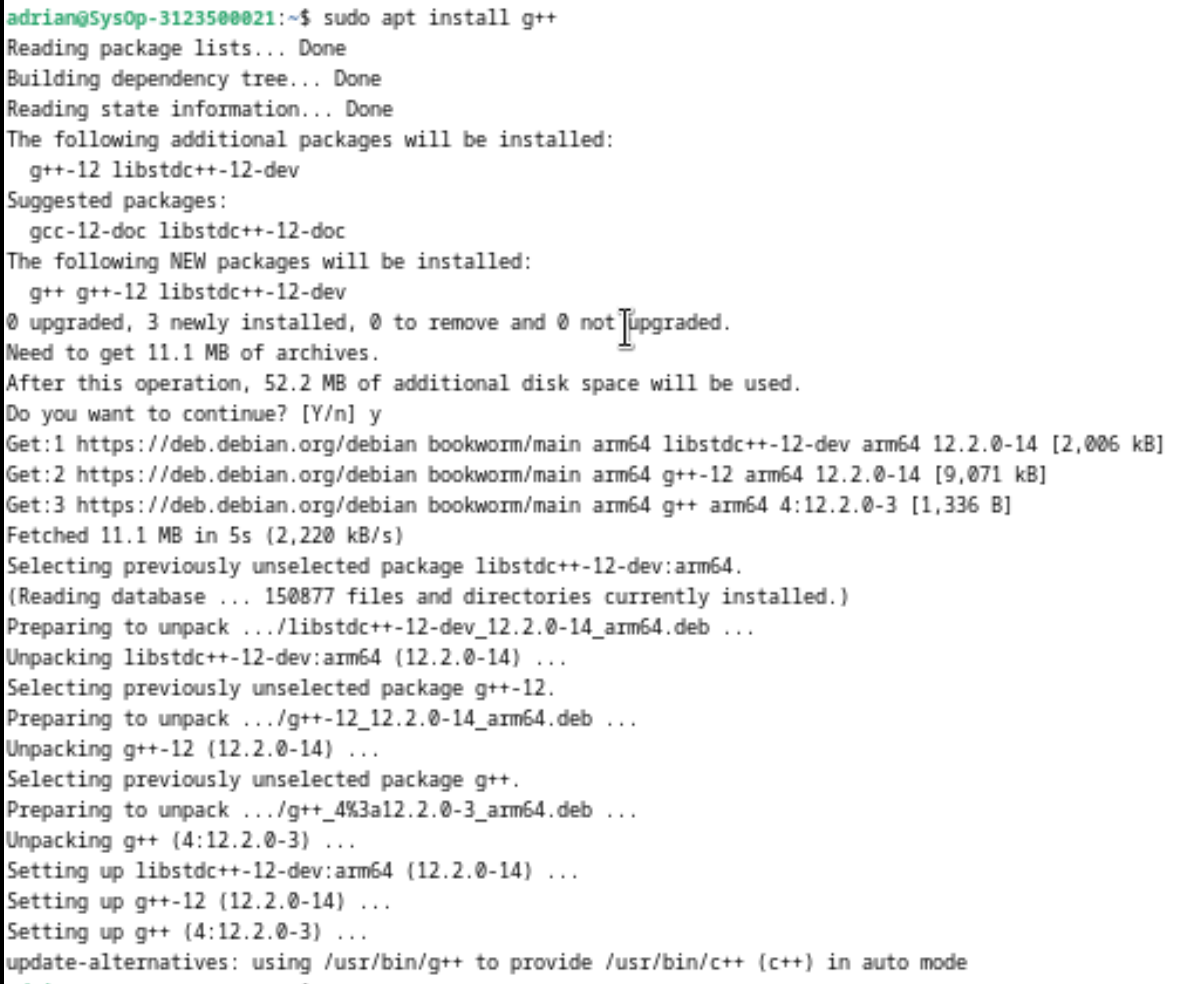 adrian@SysOp-3123500021:~$ sudo apt install g++
Reading package lists... Done
Building dependency tree... Done
Reading state information... Done
The following additional packages will be installed:
  g++-12 libstdc++-12-dev
Suggested packages:
  gcc-12-doc libstdc++-12-doc
The following NEW packages will be installed:
  g++ g++-12 libstdc++-12-dev
0 upgraded, 3 newly installed, 0 to remove and 0 not upgraded.
Need to get 11.1 MB of archives.
After this operation, 52.2 MB of additional disk space will be used.
Do you want to continue? [Y/n] y
Get:1 https://deb.debian.org/debian bookworm/main arm64 libstdc++-12-dev arm64 12.2.0-14 [2,006 kB]
Get:2 https://deb.debian.org/debian bookworm/main arm64 g++-12 arm64 12.2.0-14 [9,071 kB]
Get:3 https://deb.debian.org/debian bookworm/main arm64 g++ arm64 4:12.2.0-3 [1,336 B]
Fetched 11.1 MB in 5s (2,220 kB/s)
Selecting previously unselected package libstdc++-12-dev:arm64.
(Reading database ... 150877 files and directories currently installed.)
Preparing to unpack .../libstdc++-12-dev_12.2.0-14_arm64.deb ...
Unpacking libstdc++-12-dev:arm64 (12.2.0-14) ...
Selecting previously unselected package g++-12.
Preparing to unpack .../g++-12_12.2.0-14_arm64.deb ...
Unpacking g++-12 (12.2.0-14) ...
Selecting previously unselected package g++.
Preparing to unpack .../g++_4%3a12.2.0-3_arm64.deb ...
Unpacking g++ (4:12.2.0-3) ...
Setting up libstdc++-12-dev:arm64 (12.2.0-14) ...
Setting up g++-12 (12.2.0-14) ...
Setting up g++ (4:12.2.0-3) ...
update-alternatives: using /usr/bin/g++ to provide /usr/bin/c++ (c++) in auto mode